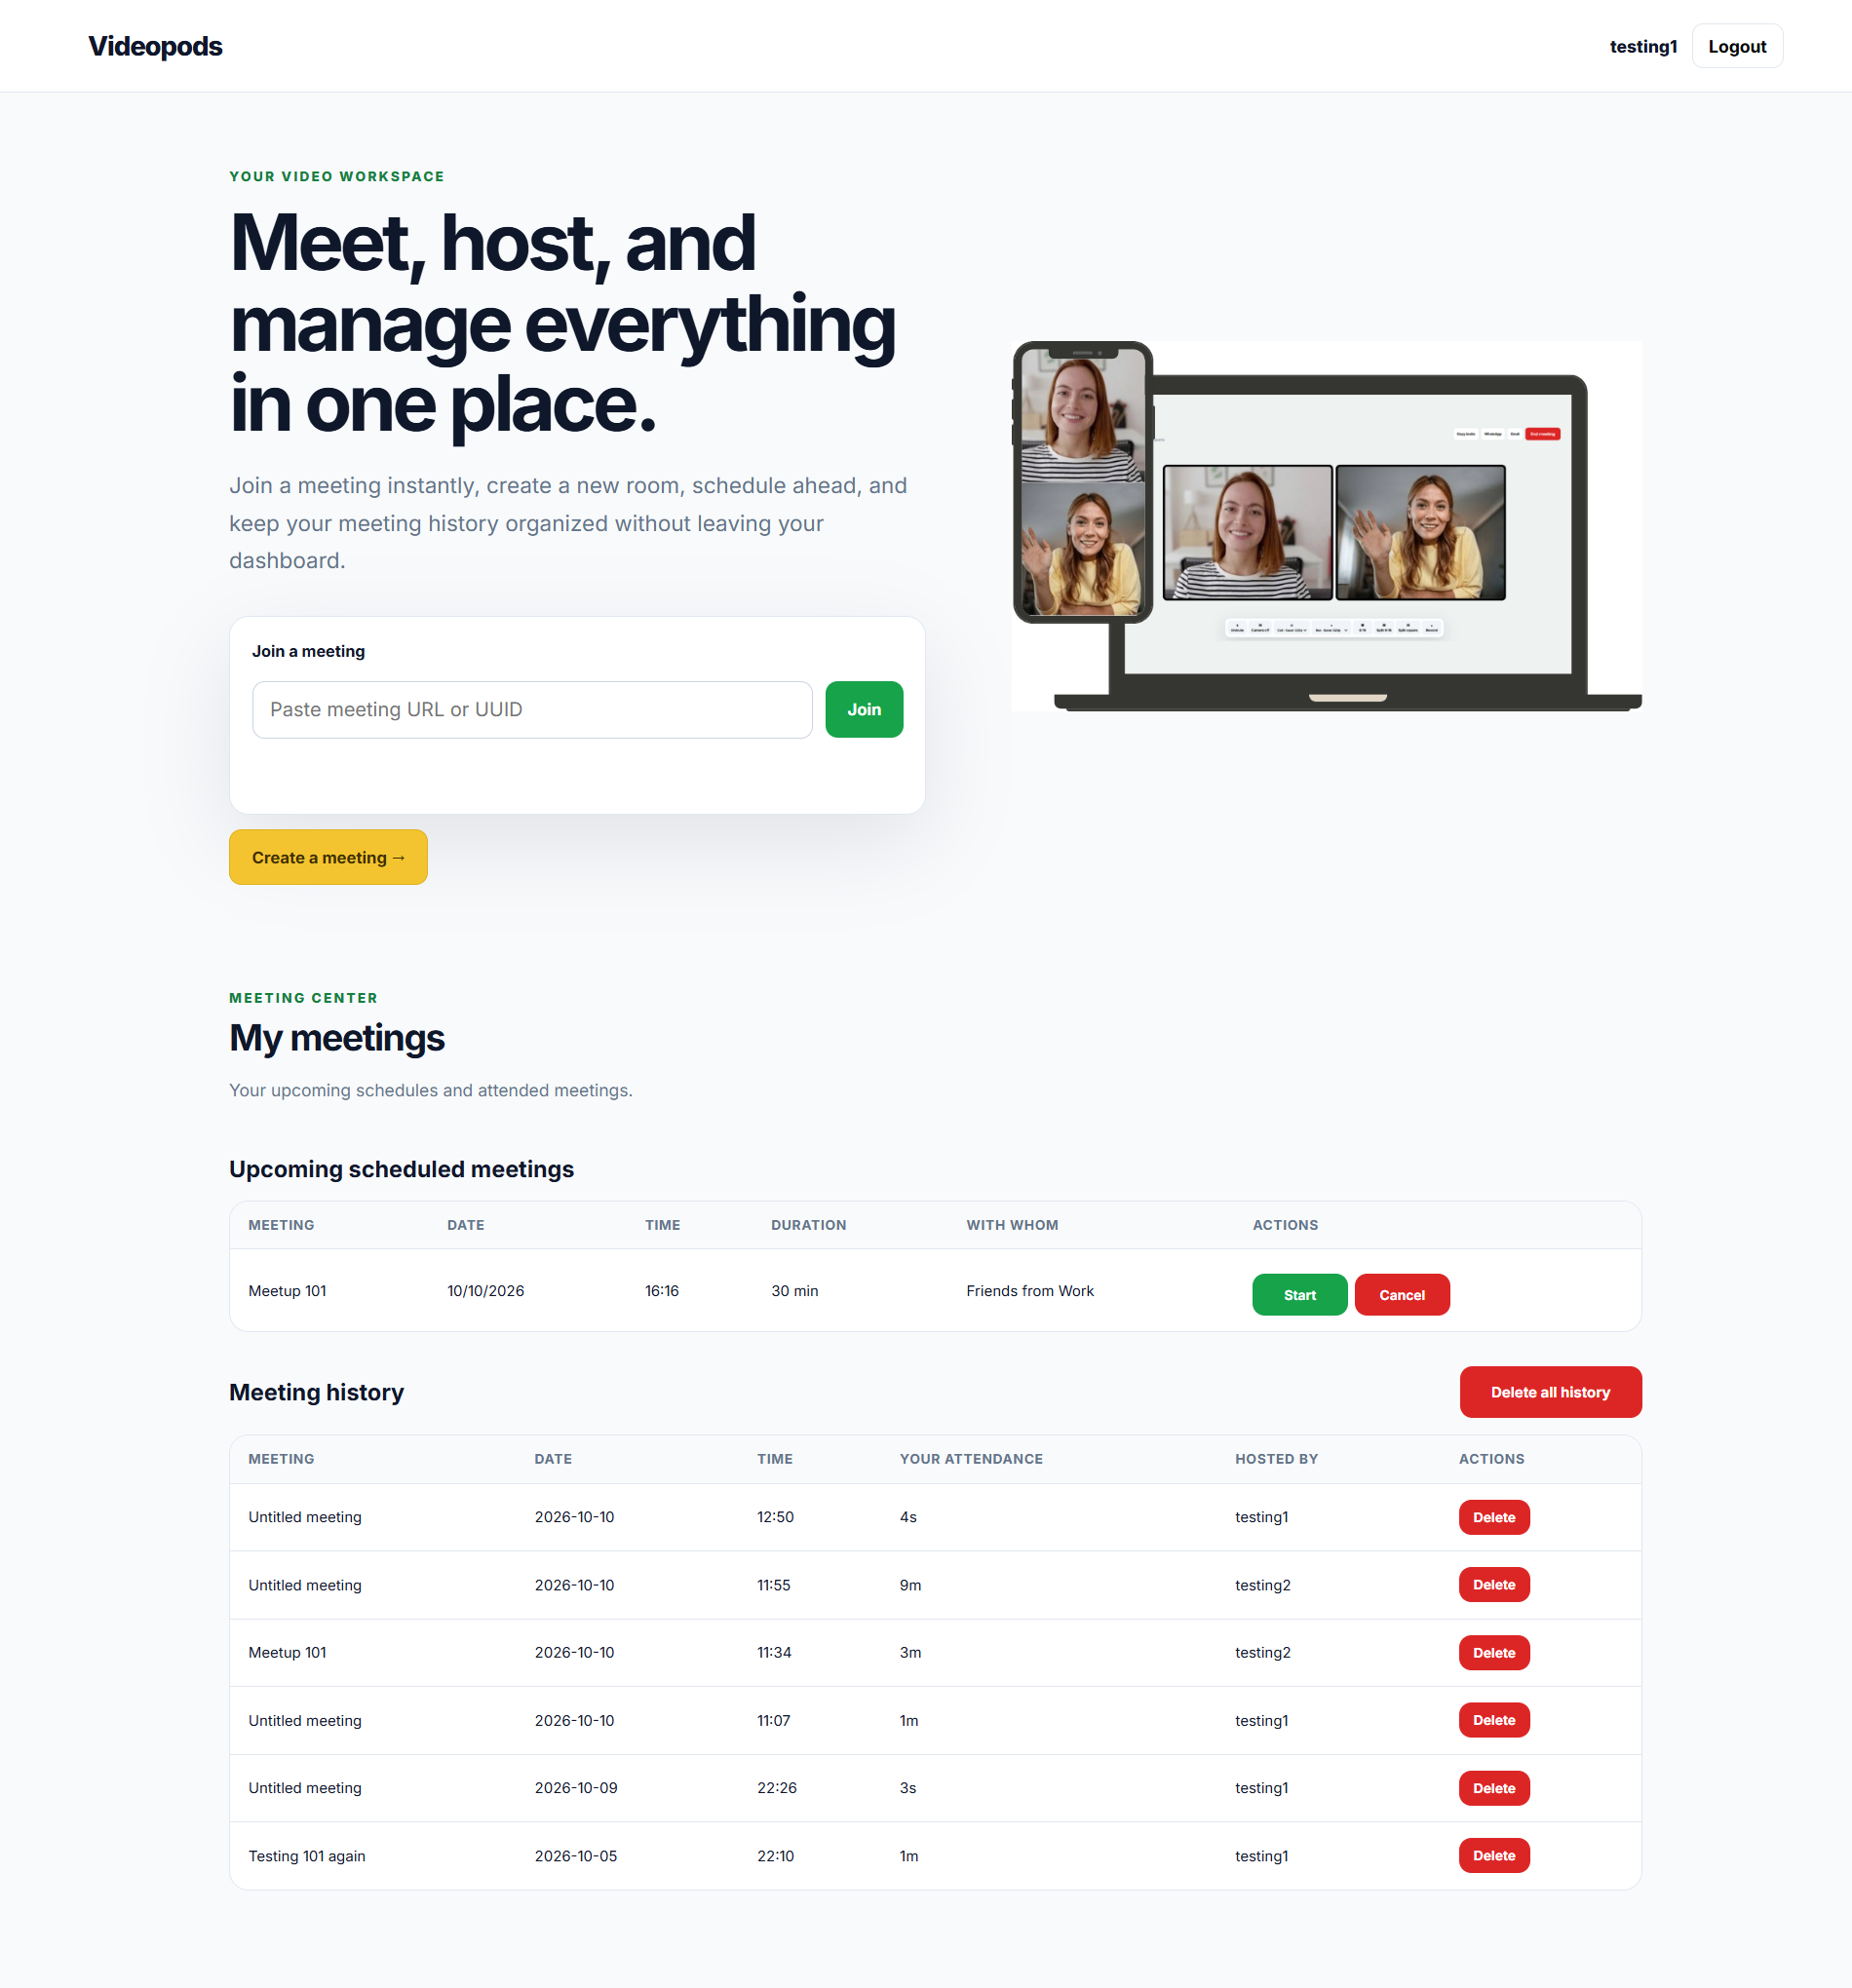 Videopods
testing1 Logout
YOUR VIDEO WORKSPACE
Meet, host, and
manage everything
in one place.
Join a meeting instantly, create a new room, schedule ahead, and
keep your meeting history organized without leaving your
dashboard.
Join a meeting
Paste meeting URL or UUID Join
Create a meeting →
End meeting
MEETING CENTER
My meetings
Your upcoming schedules and attended meetings.
Upcoming scheduled meetings
MEETING DATE TIME DURATION WITH WHOM ACTIONS
Meetup 101 10/10/2026 16:16 30 min Friends from Work Start Cancel
Meeting history Delete all history
MEETING DATE TIME YOUR ATTENDANCE HOSTED BY ACTIONS
Untitled meeting 2026-10-10 12:50 4s testing1 Delete
Untitled meeting 2026-10-10 11:55 9m testing2 Delete
Meetup 101 2026-10-10 11:34 3m testing2 Delete
Untitled meeting 2026-10-10 11:07 1m testing1 Delete
Untitled meeting 2026-10-09 22:26 3s testing1 Delete
Testing 101 again 2026-10-05 22:10 1m testing1 Delete